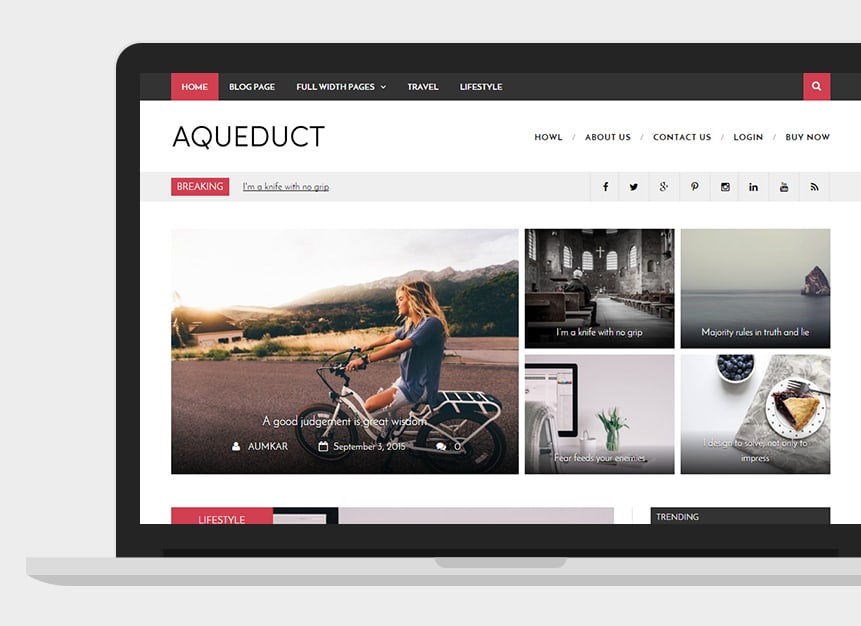 HOME BLOG PAGE FULL WIDTH PAGES TRAVEL LIFESTYLE
AQUEDUCT
HOWL / ABOUT US / CONTACT US / LOGIN / BUY NOW
BREAKING I'm a knife with no grip
A good judgement is great wisdom
AUMKAR September 3, 2015 0
I'm a knife with no grip
Majority rules in truth and lie
Fear feeds your enemies
I design to solve, not only to
impress
LIFESTYLE
TRENDING